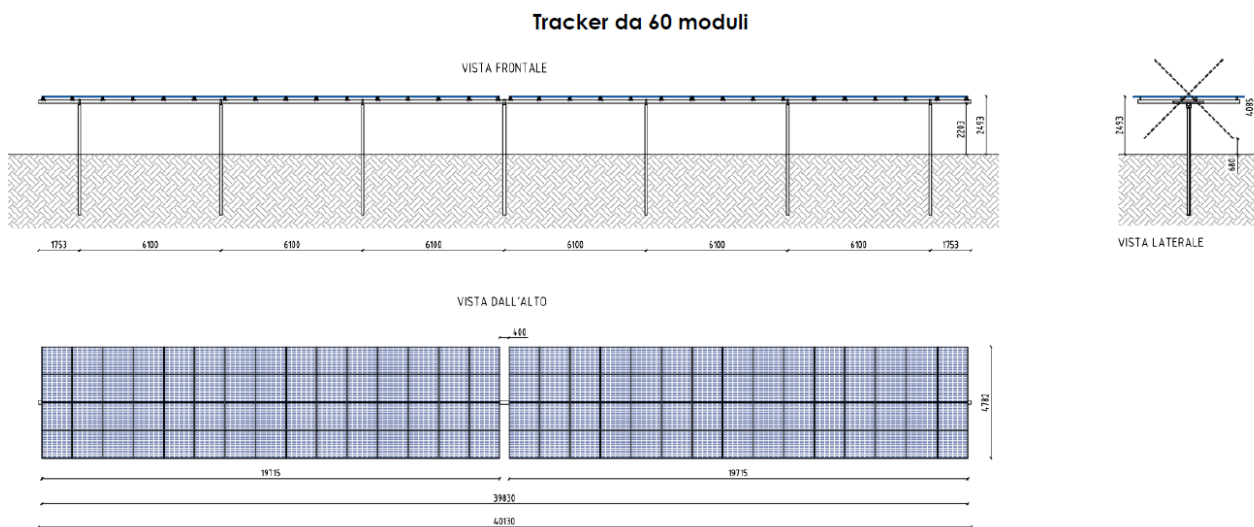 Tracker da 60 moduli
VISTA FRONTALE
2203
2493
1753 6100 6100 6100 6100 6100 6100 1753
2493
4085
680
VISTA LATERALE
VISTA DALL'ALTO
400
4782
19715 19715
39830
40130